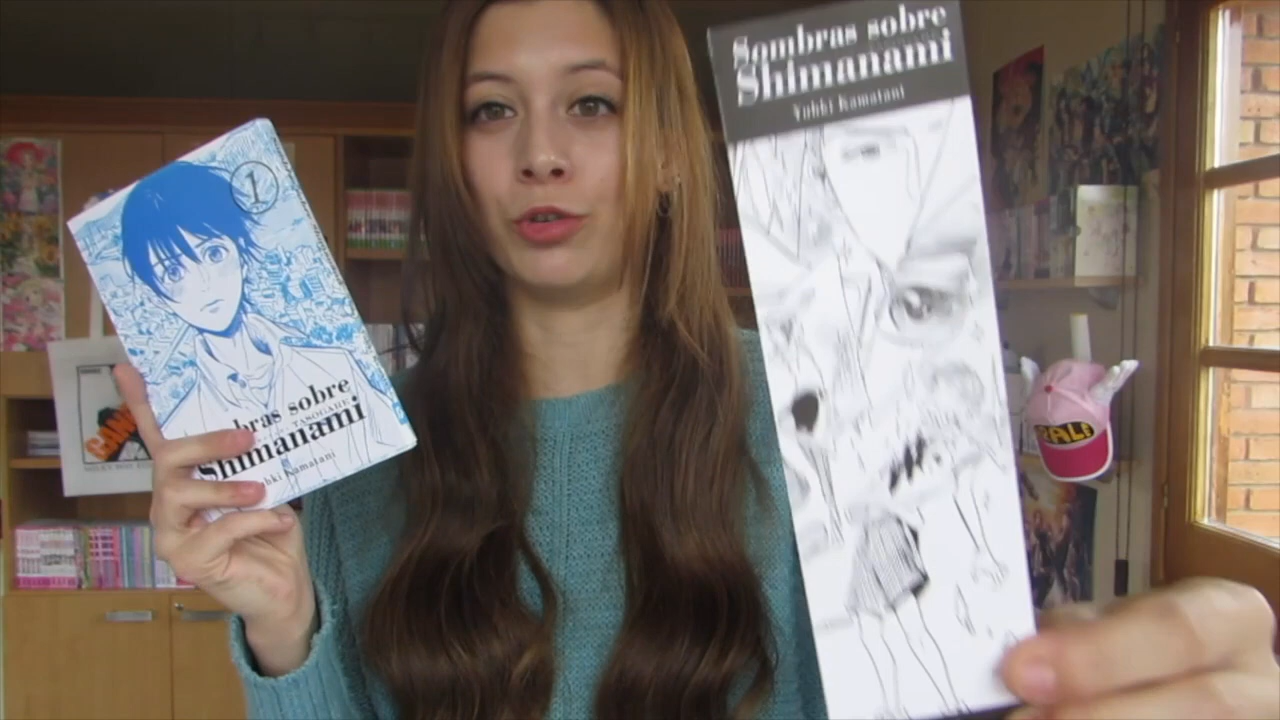 1
bras sobre
TASOGARE
Shimanami
hki Kamatani
Sombras sobre
Shimanami
Yuhki Kamatani